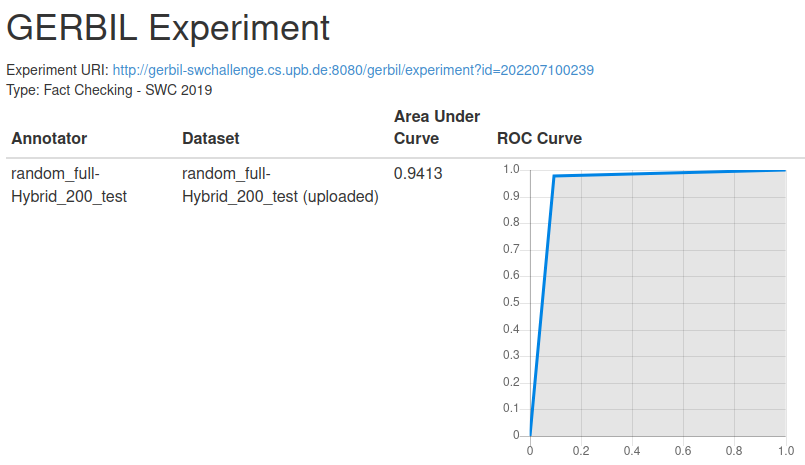 GERBIL Experiment
Experiment URI: http://gerbil-swchallenge.cs.upb.de:8080/gerbil/experiment?id=202207100239
Type: Fact Checking - SWC 2019
Annotator
Dataset
Area Under
Curve
ROC Curve
random_full-
Hybrid_200_test
random_full-
Hybrid_200_test (uploaded)
0.9413
1.0
0.9
0.8
0.7
0.6
0.5
0.4
0.3
0.2
0.1
0
0 0.2 0.4 0.6 0.8 1.0